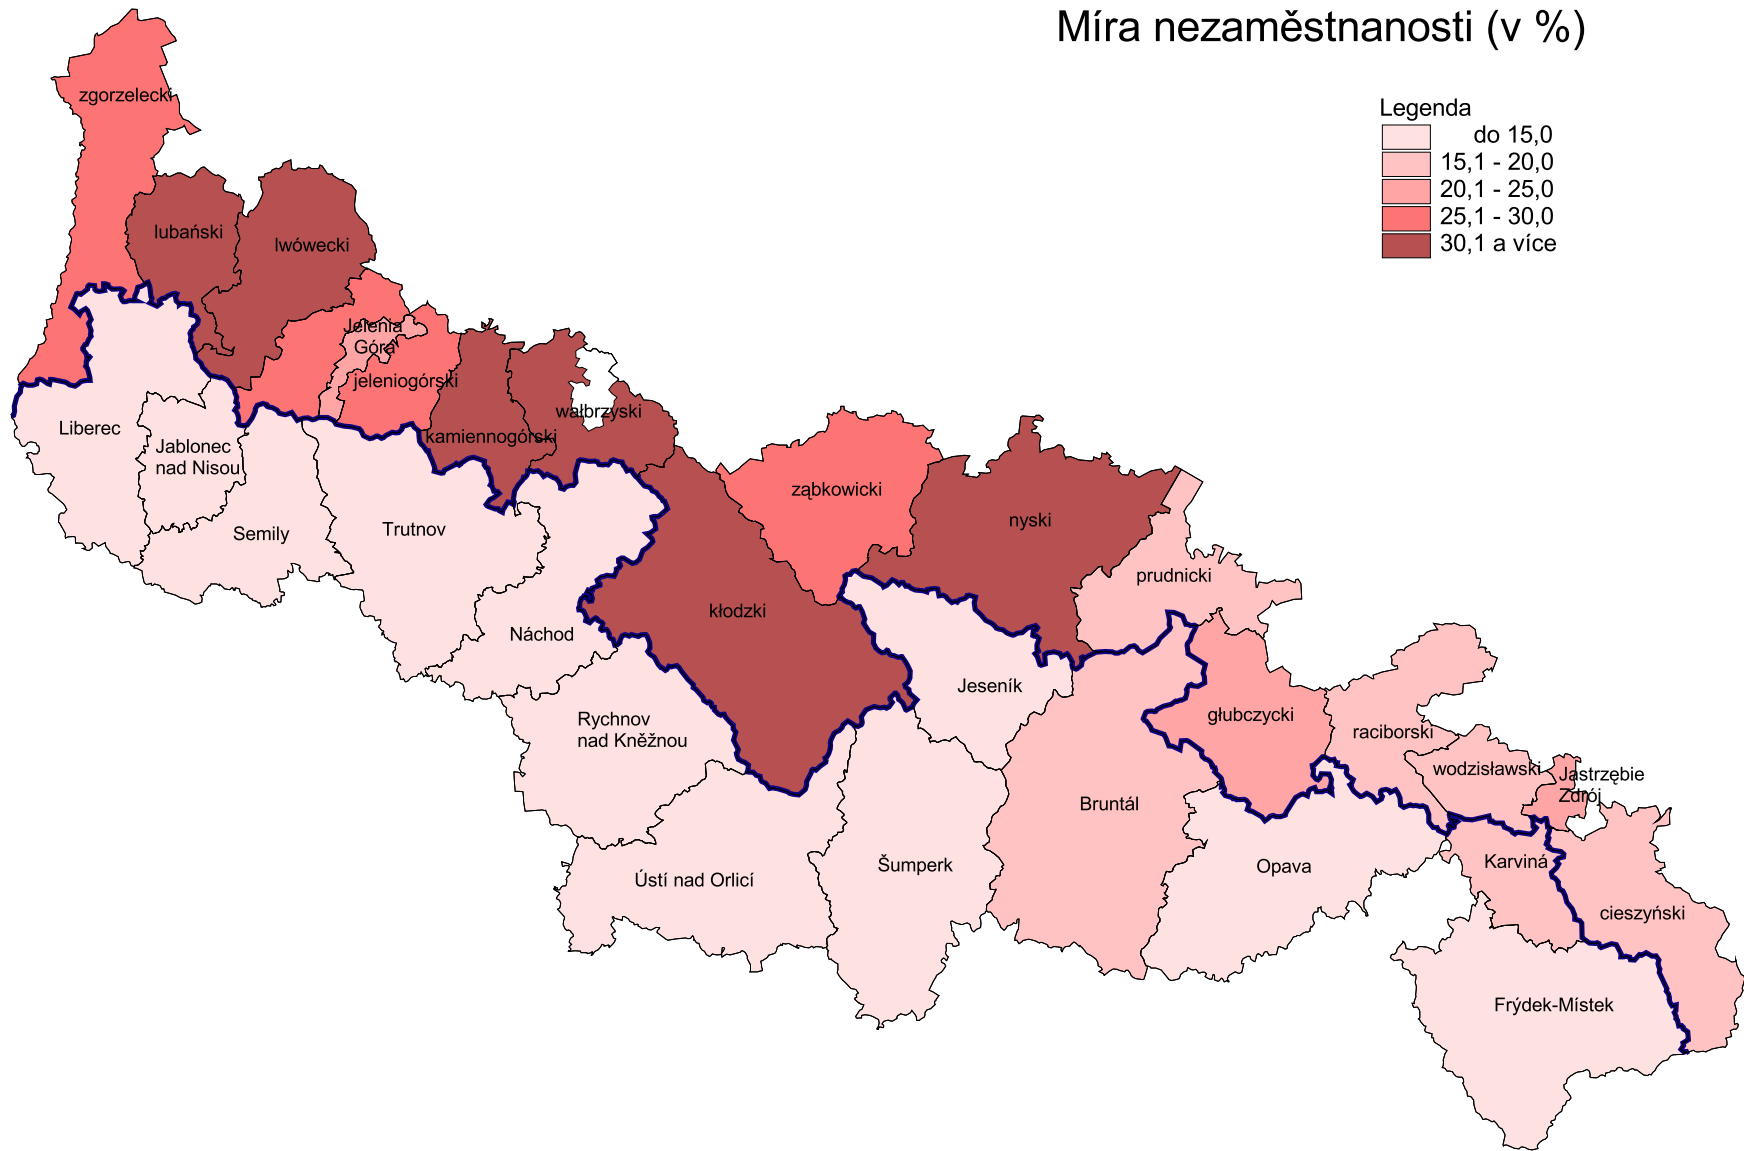 Míra nezaměstnanosti (v %)
Legenda
do 15,0
15,1 - 20,0
20,1 - 25,0
25,1 - 30,0
30,1 a více
zgorzelecki
lubański
lwówecki
Jelenia
Góra
jeleniogórski
kamiennogórski
wałbrzyski
Liberec
Jablonec
nad Nisou
Semily
Trutnov
ząbkowicki
nyski
prudnicki
kłodzki
Náchod
Jeseník
Rychnov
nad Kněžnou
głubczycki
raciborski
wodzisławski
Jastrzębie
Zdrój
Bruntál
Karviná
Opava
Šumperk
Ústí nad Orlicí
cieszyński
Frýdek-Místek